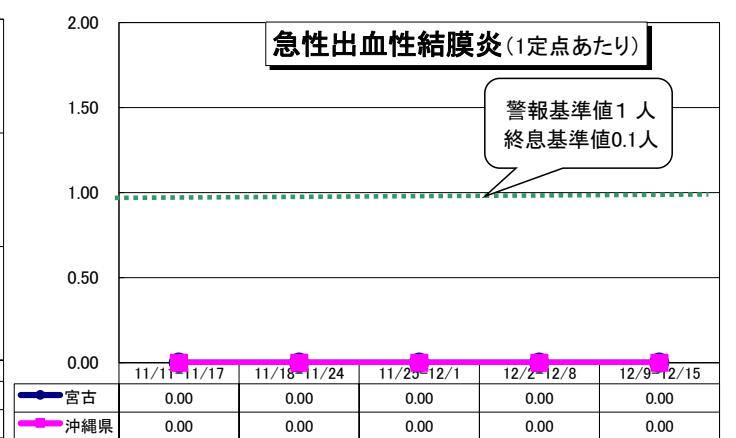 急性出血性結膜炎(1定点あたり)
警報基準値1 人
終息基準値0.1人
2.00
1.50
1.00
0.50
0.00
11/11-11/17 11/18-11/24 11/25-12/1 12/2-12/8 12/9-12/15
宮古 0.00 0.00 0.00 0.00 0.00
沖縄県 0.00 0.00 0.00 0.00 0.00